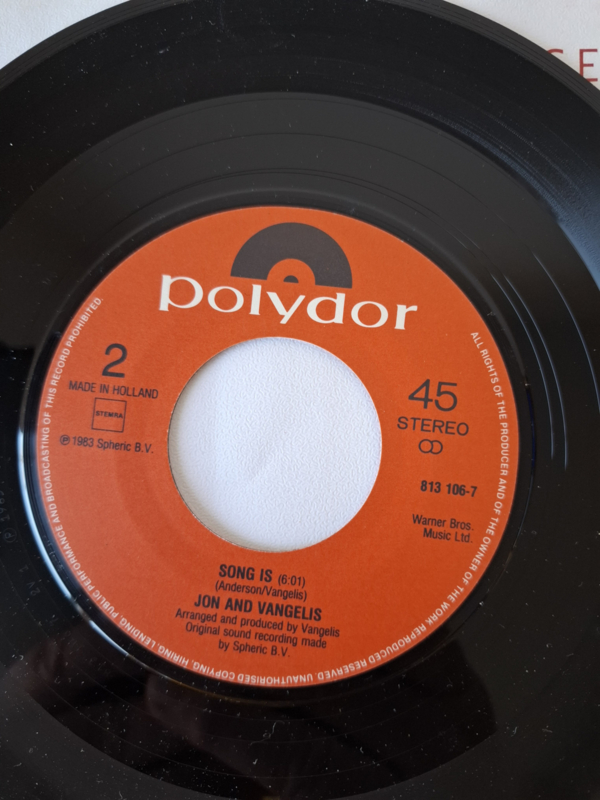 SE
polydor
2
MADE IN HOLLAND
STEMRA
℗ 1983 Spheric B.V.
45
STEREO
813 106-7
Warner Bros.
Music Ltd.
SONG IS (6:01)
(Anderson/Vangelis)
JON AND VANGELIS
Arranged and produced by Vangelis
Original sound recording made
by Spheric B.V.
ALL RIGHTS OF THE PRODUCER AND OF THE OWNER OF THE WORK REPRODUCED RESERVED. UNAUTHORISED COPYING, HIRING, LENDING, PUBLIC PERFORMANCE AND BROADCASTING OF THIS RECORD PROHIBITED.